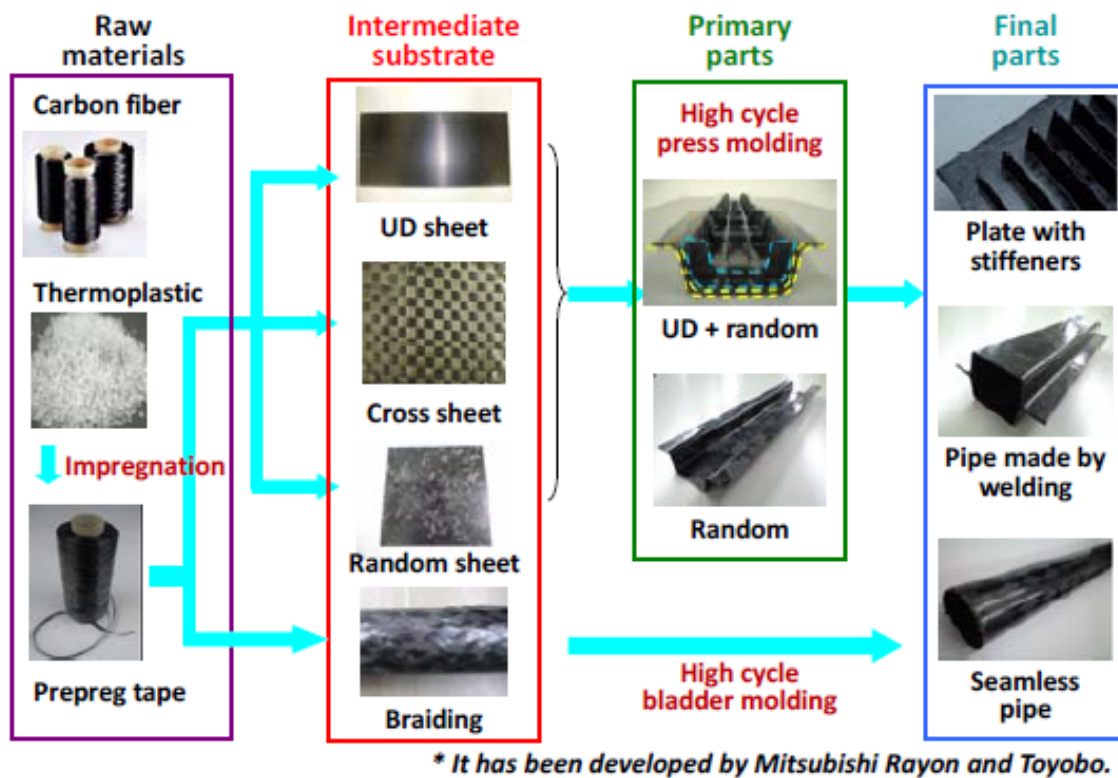 Raw
materials
Intermediate
substrate
Primary
parts
Final
parts
Carbon fiber
Thermoplastic
Impregnation
Prepreg tape
UD sheet
Cross sheet
Random sheet
Braiding
High cycle
press molding
UD + random
Random
High cycle
bladder molding
Plate with
stiffeners
Pipe made by
welding
Seamless
pipe
* It has been developed by Mitsubishi Rayon and Toyobo.